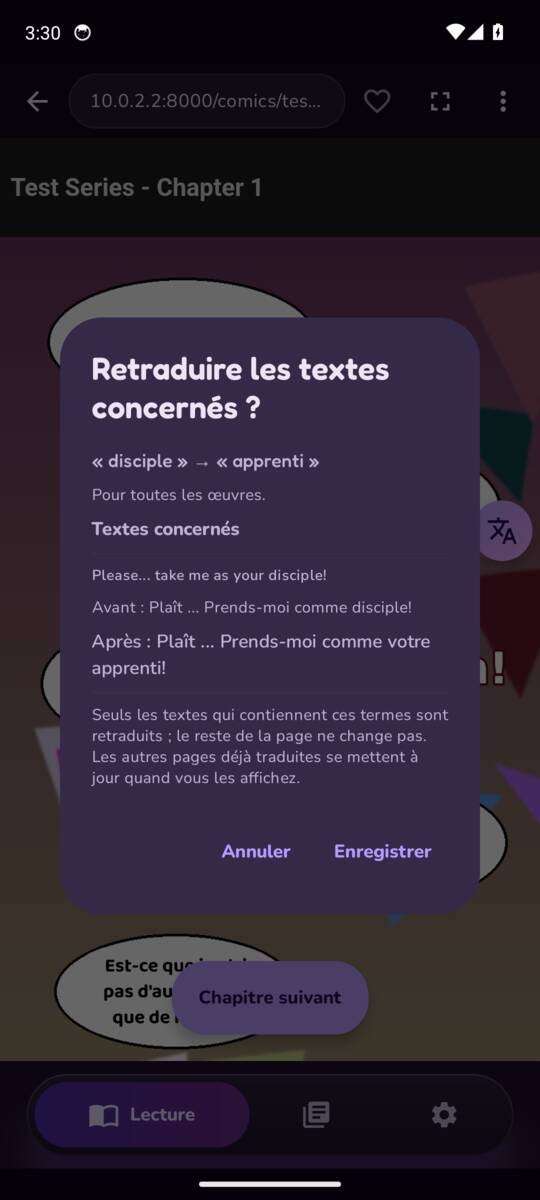 3:30
10.0.2.2:8000/comics/tes...
Test Series - Chapter 1
Retraduire les textes
concernés ?
« disciple » → « apprenti »
Pour toutes les œuvres.
Textes concernés
Please... take me as your disciple!
Avant : Plaît ... Prends-moi comme disciple!
Après : Plaît ... Prends-moi comme votre
apprenti!
Seuls les textes qui contiennent ces termes sont
retraduits ; le reste de la page ne change pas.
Les autres pages déjà traduites se mettent à
jour quand vous les affichez.
Annuler Enregistrer
Est-ce que
pas d'au
que de
Chapitre suivant
Lecture